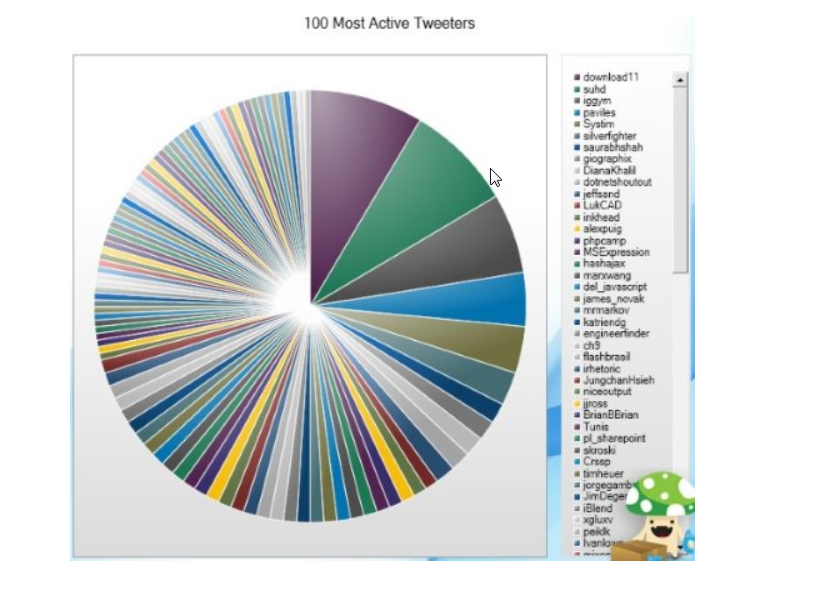 100 Most Active Tweeters
download11
suhd
iggym
paviles
Systim
silverfighter
saurabhshah
giographix
DianaKhalil
dotnetshoutout
jeffsand
LukCAD
inkhead
alexpuig
phpcamp
MSExpression
hashajax
marxwang
del_javascript
james_novak
mrmarkov
katriendg
engineerfinder
ch9
flashbrasil
irhetoric
JungchanHsieh
niceoutput
jjross
BrianBBrian
Tunis
pl_sharepoint
skroski
Crssp
timheuer
iBlend
xgluxv
peiklk